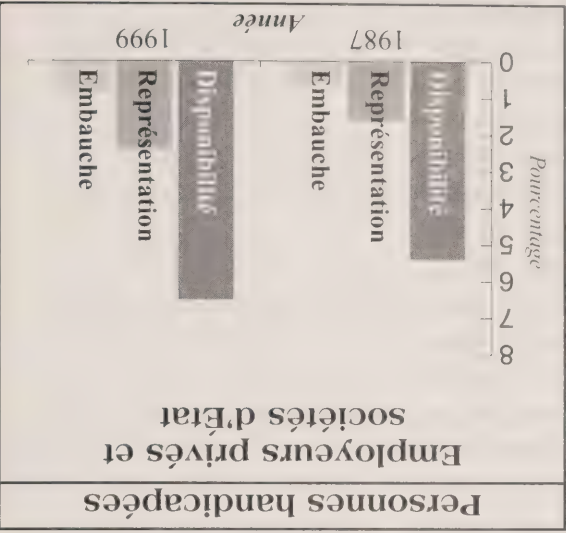 Personnes handicapées
Employeurs privés et
sociétés d'État
Pourcentage
8
7
6
5
4
3
2
1
0
Disponibilité
Représentation
Embauche
Disponibilité
Représentation
Embauche
1987
1999
Année